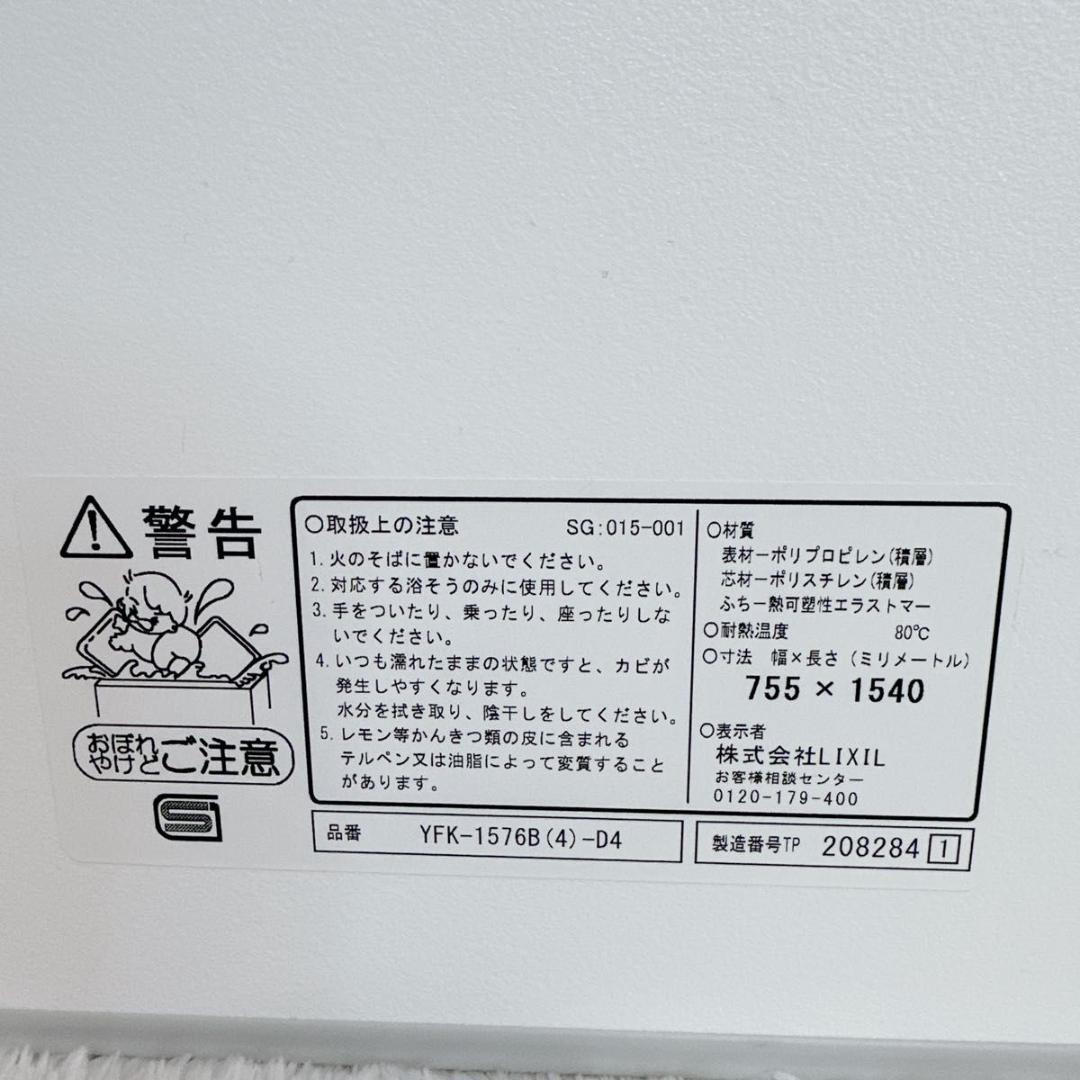 警告
おぼれ
やけど
ご注意
○取扱上の注意 SG:015-001
1. 火のそばに置かないでください。
2. 対応する浴そうのみに使用してください。
3. 手をついたり、乗ったり、座ったりしな
いでください。
4. いつも濡れたままの状態ですと、カビが
発生しやすくなります。
水分を拭き取り、陰干しをしてください。
5. レモン等かんきつ類の皮に含まれる
テルペン又は油脂によって変質すること
があります。
○材質
表材ーポリプロピレン(積層)
芯材ーポリスチレン(積層)
ふちー熱可塑性エラストマー
○耐熱温度 80℃
○寸法 幅×長さ(ミリメートル)
755 × 1540
○表示者
株式会社LIXIL
お客様相談センター
0120-179-400
品番 YFK-1576B(4)-D4
製造番号TP 208284 1